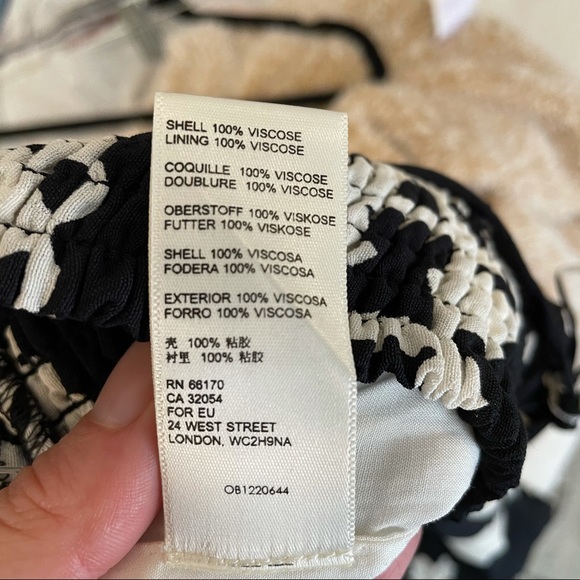 SHELL 100% VISCOSE
LINING 100% VISCOSE
COQUILLE 100% VISCOSE
DOUBLURE 100% VISCOSE
OBERSTOFF 100% VISKOSE
FUTTER 100% VISKOSE
SHELL 100% VISCOSA
FODERA 100% VISCOSA
EXTERIOR 100% VISCOSA
FORRO 100% VISCOSA
壳 100% 粘胶
衬里 100% 粘胶
RN 66170
CA 32054
FOR EU
24 WEST STREET
LONDON, WC2H9NA
OB1220644